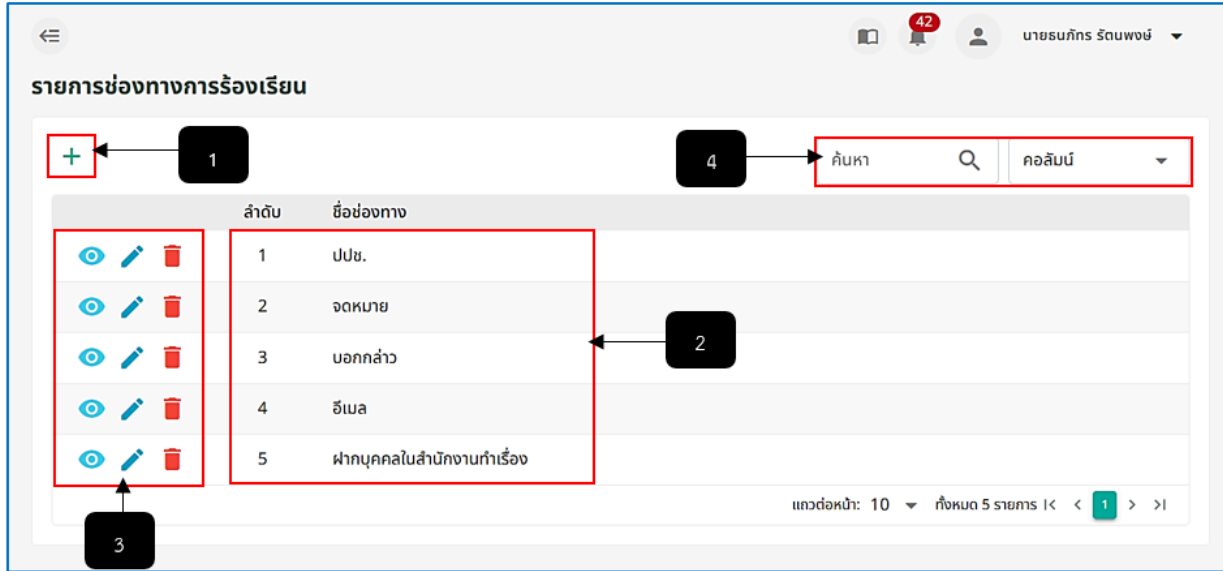 42
นายธนภัทร รัตนพงษ์
รายการช่องทางการร้องเรียน
1
4
ค้นหา
คอลัมน์
ลำดับ ชื่อช่องทาง
1 ปปช.
2 จดหมาย
2
3 บอกกล่าว
4 อีเมล
5 ฝากบุคคลในสำนักงานทำเรื่อง
แถวต่อหน้า: 10 ทั้งหมด 5 รายการ |< < 1 > >|
3